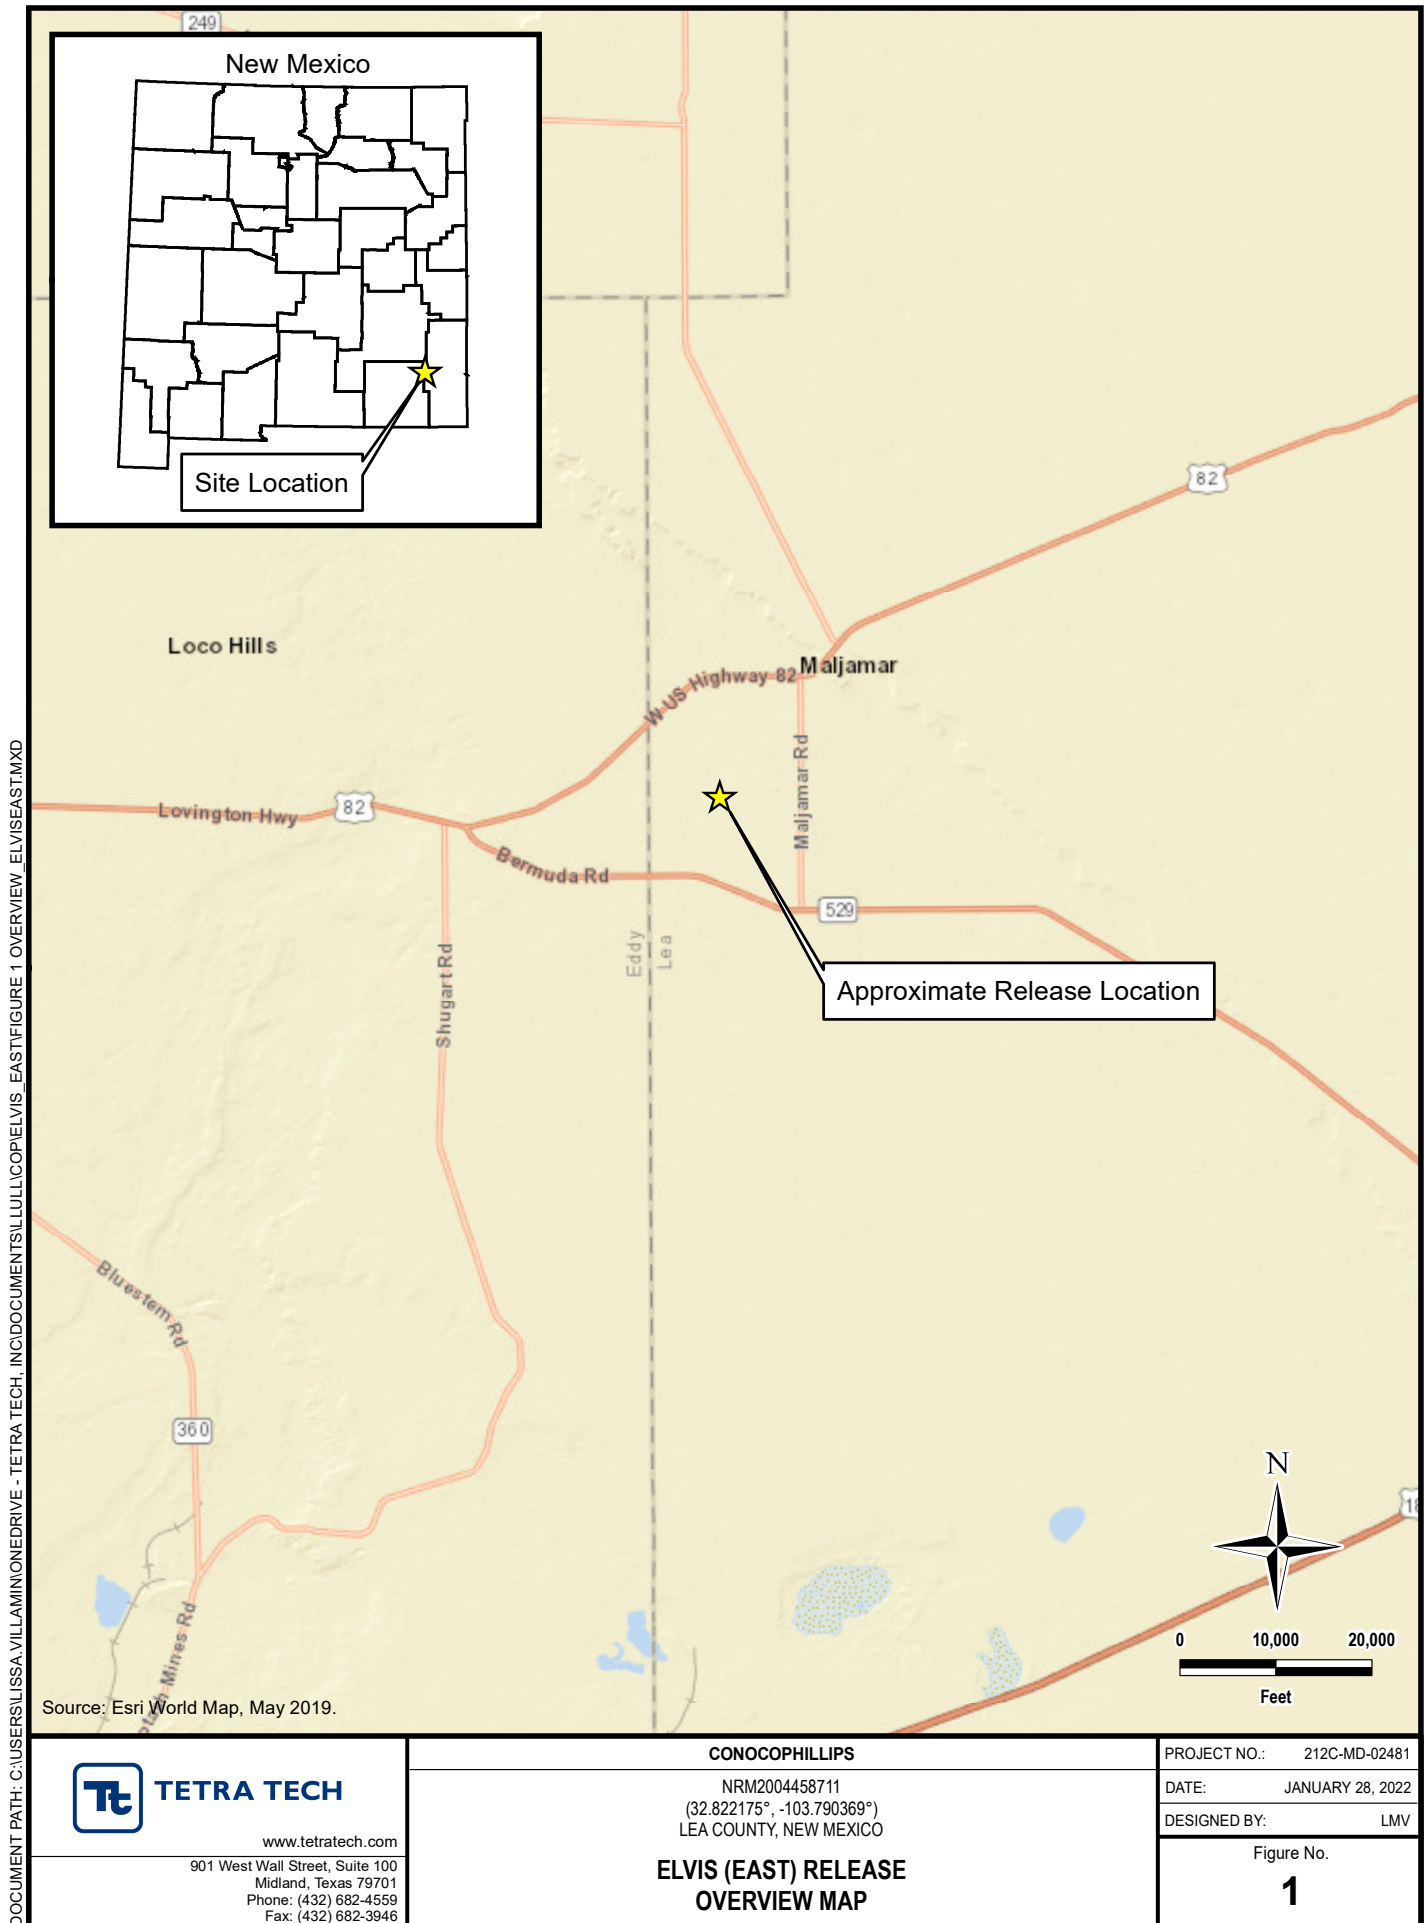 249
New Mexico
Site Location
82
Loco Hills
Maljamar
W US Highway 82
Maljamar Rd
Lovington Hwy
82
Bermuda Rd
529
Eddy
Lea
Shugart Rd
Approximate Release Location
Bluestem Rd
360
N
18
0 10,000 20,000
Feet
Mines Rd
Source: Esri World Map, May 2019.
DOCUMENT PATH: C:\USERS\LISSA.VILLAMIN\ONEDRIVE - TETRA TECH, INC\DOCUMENTS\LLULL\COP\ELVIS_EAST\FIGURE 1 OVERVIEW_ELVISEAST.MXD
Tt TETRA TECH
www.tetratech.com
901 West Wall Street, Suite 100
Midland, Texas 79701
Phone: (432) 682-4559
Fax: (432) 682-3946
CONOCOPHILLIPS
NRM2004458711
(32.822175°, -103.790369°)
LEA COUNTY, NEW MEXICO
ELVIS (EAST) RELEASE
OVERVIEW MAP
PROJECT NO.: 212C-MD-02481
DATE: JANUARY 28, 2022
DESIGNED BY: LMV
Figure No.
1